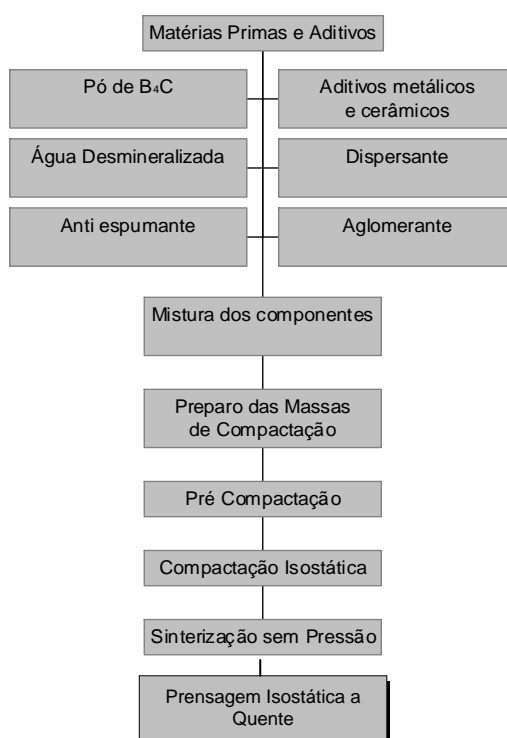 Matérias Primas e Aditivos
Pó de B₄C
Aditivos metálicos
e cerâmicos
Água Desmineralizada
Dispersante
Anti espumante
Aglomerante
Mistura dos componentes
Preparo das Massas
de Compactação
Pré Compactação
Compactação Isostática
Sinterização sem Pressão
Prensagem Isostática a
Quente